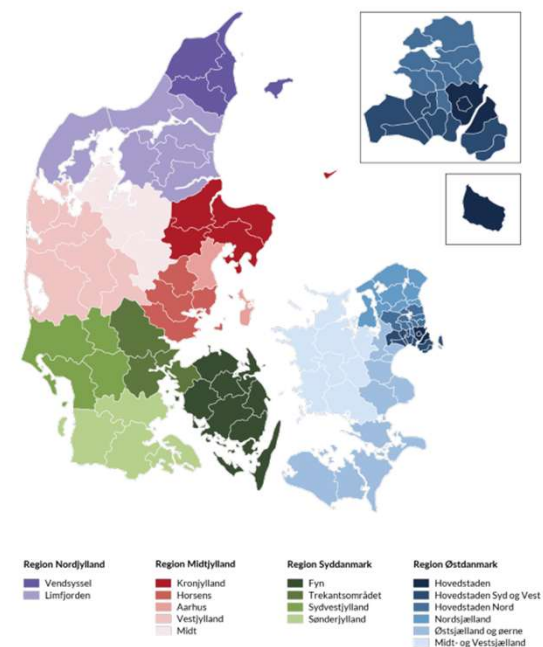 Region Nordjylland
Vendsyssel
Limfjorden
Region Midtjylland
Kronjylland
Horsens
Aarhus
Vestjylland
Midt
Region Syddanmark
Fyn
Trekantsområdet
Sydvestjylland
Sønderjylland
Region Østdanmark
Hovedstaden
Hovedstaden Syd og Vest
Hovedstaden Nord
Nordsjælland
Østsjælland og øerne
Midt- og Vestsjælland